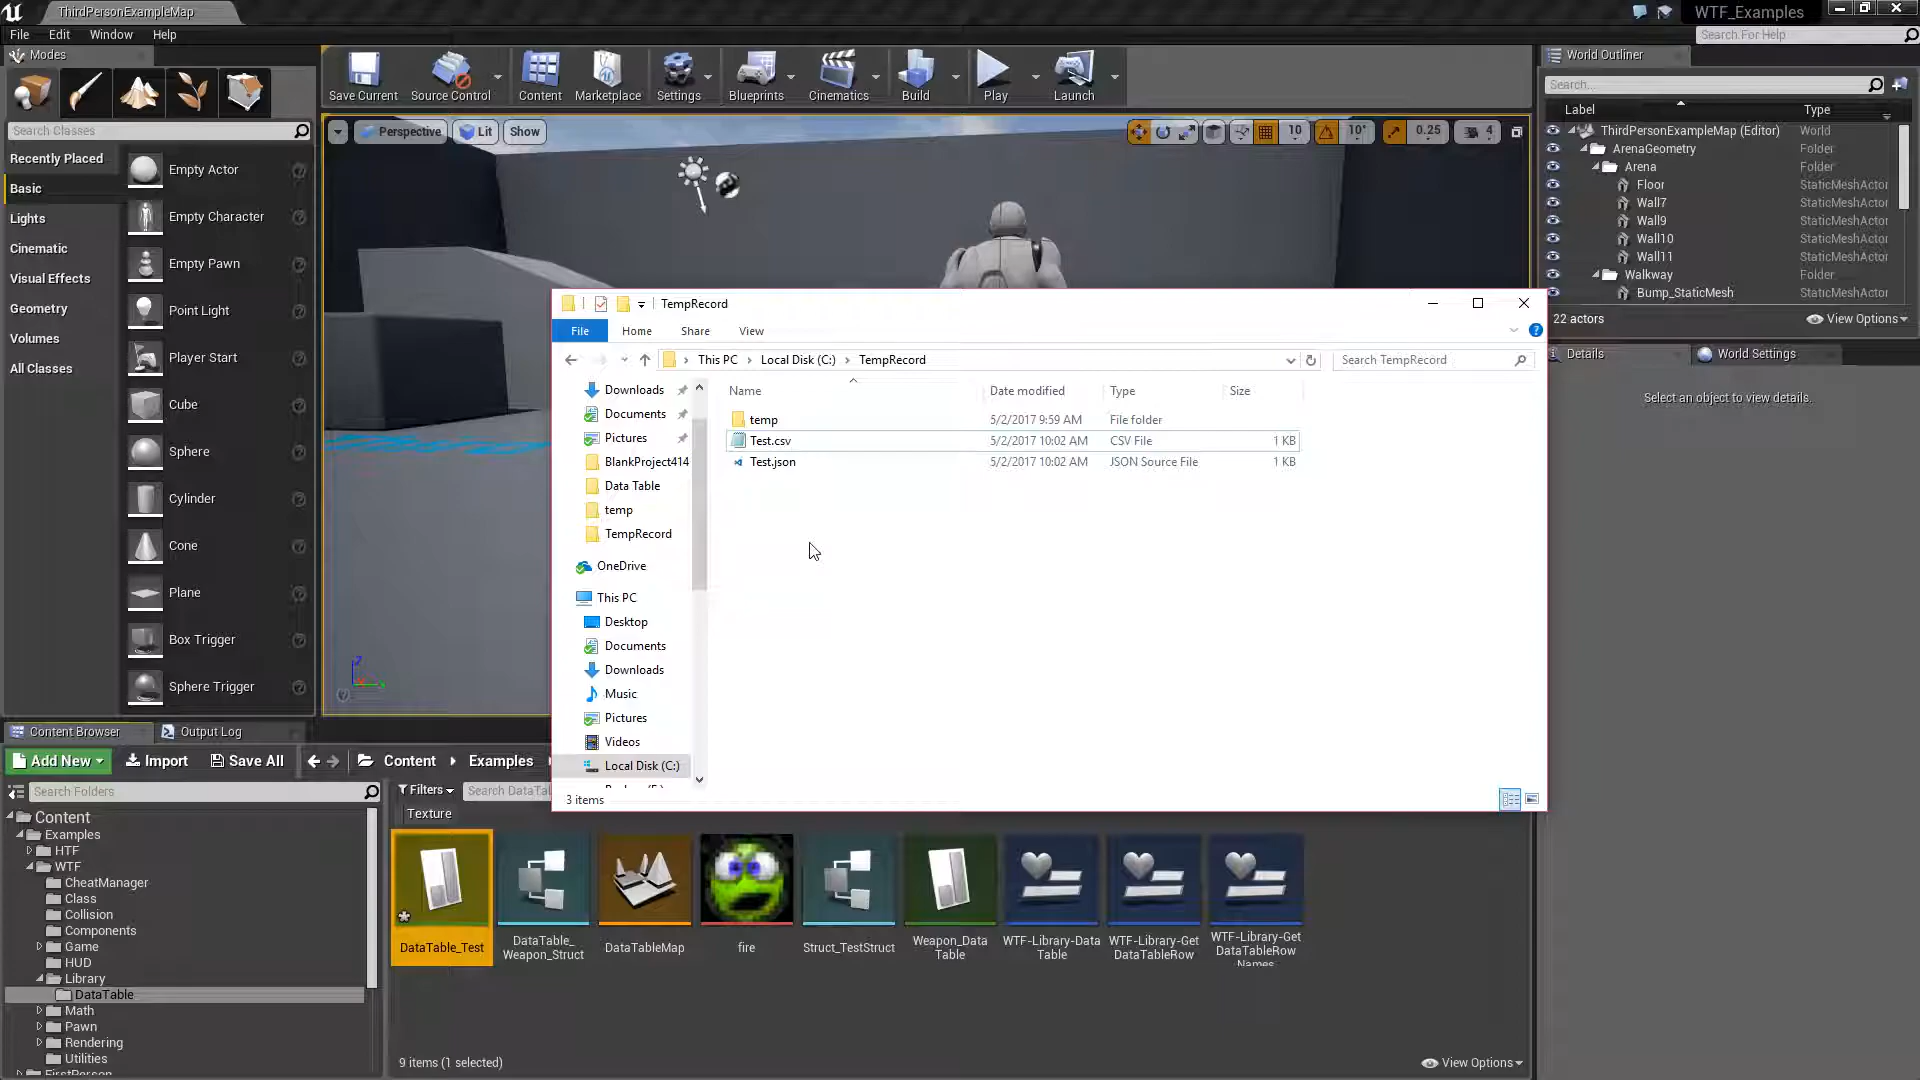 ThirdPersonExampleMap
WTF_Examples
File Edit Window Help
Search For Help
Modes
Save Current
Source Control
Content
Marketplace
Settings
Blueprints
Cinematics
Build
Play
Launch
World Outliner
Search...
Label Type
ThirdPersonExampleMap (Editor) World
ArenaGeometry Folder
Arena Folder
Floor StaticMeshActor
Wall7 StaticMeshActor
Wall9 StaticMeshActor
Wall10 StaticMeshActor
Wall11 StaticMeshActor
Walkway Folder
Bump_StaticMesh StaticMeshActor
22 actors View Options
Details
World Settings
Select an object to view details.
Search Classes
Recently Placed
Basic
Lights
Cinematic
Visual Effects
Geometry
Volumes
All Classes
Empty Actor
Empty Character
Empty Pawn
Point Light
Player Start
Cube
Sphere
Cylinder
Cone
Plane
Box Trigger
Sphere Trigger
Perspective Lit Show
10 10° 0.25 4
TempRecord
File Home Share View
This PC Local Disk (C:) TempRecord
Search TempRecord
Downloads
Documents
Pictures
BlankProject414
Data Table
temp
TempRecord
OneDrive
This PC
Desktop
Documents
Downloads
Music
Pictures
Videos
Local Disk (C:)
Name Date modified Type Size
temp 5/2/2017 9:59 AM File folder
Test.csv 5/2/2017 10:02 AM CSV File 1 KB
Test.json 5/2/2017 10:02 AM JSON Source File 1 KB
3 items
Z
Content Browser
Output Log
Add New Import Save All Content Examples
Search Folders
Filters Search DataTa
Texture
Content
Examples
HTF
WTF
CheatManager
Class
Collision
Components
Game
HUD
Library
DataTable
Math
Pawn
Rendering
Utilities
FirstPerson
DataTable_Test
DataTable_
Weapon_Struct
DataTableMap
fire
Struct_TestStruct
Weapon_Data
Table
WTF-Library-Data
Table
WTF-Library-Get
DataTableRow
WTF-Library-Get
DataTableRow
Names
9 items (1 selected)
View Options